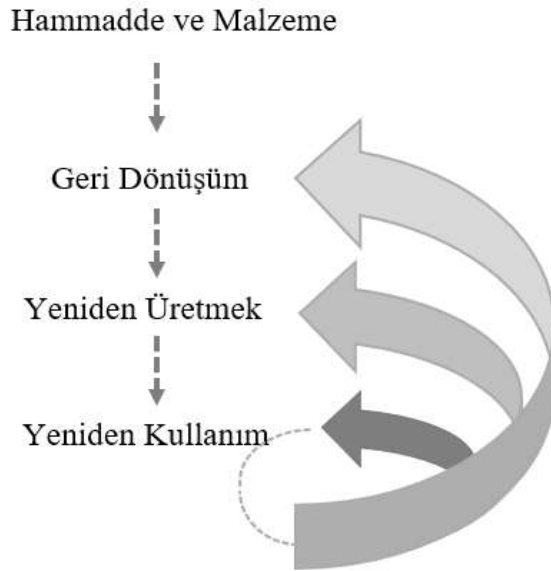 Hammadde ve Malzeme
Geri Dönüşüm
Yeniden Üretmek
Yeniden Kullanım